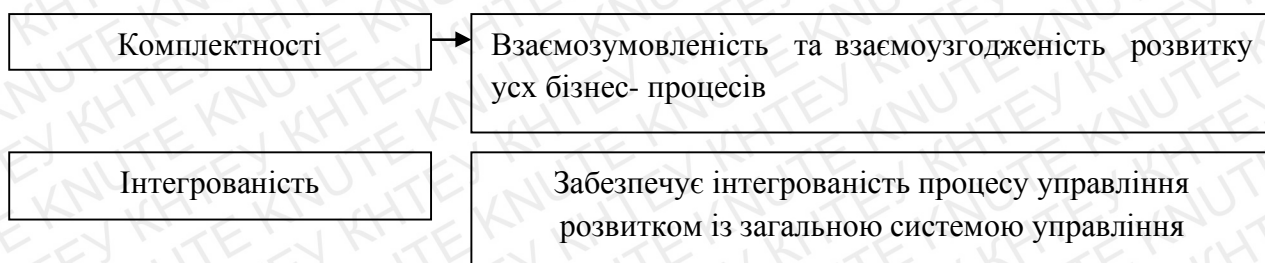 Комплектності
Взаємозумовленість та взаємоузгодженість розвитку
усх бізнес- процесів
Інтегрованість
Забезпечує інтегрованість процесу управління
розвитком із загальною системою управління